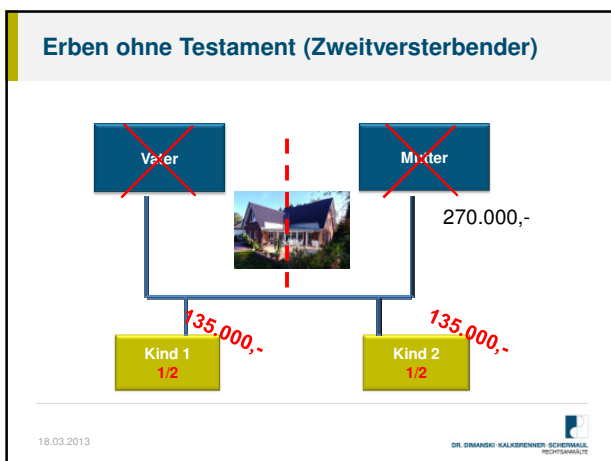 Erben ohne Testament (Zweitversterbender)
Vater
Mutter
270.000,-
135.000,-
135.000,-
Kind 1
1/2
Kind 2
1/2
18.03.2013
DR. DIMANSKI · KALKBRENNER · SCHERMAUL
RECHTSANWÄLTE